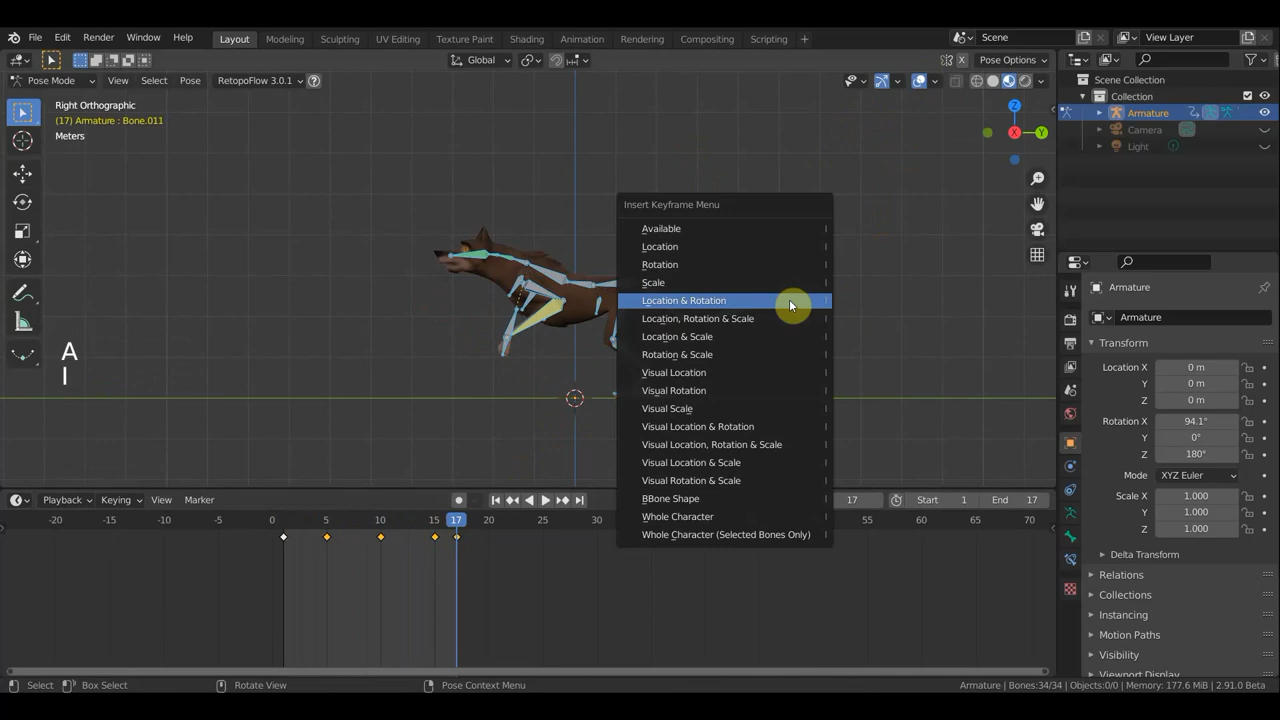 File Edit Render Window Help Layout Modeling Sculpting UV Editing Texture Paint Shading Animation Rendering Compositing Scripting + Scene View Layer
Global Pose Options
Pose Mode View Select Pose RetopoFlow 3.0.1
Scene Collection
Collection
Armature
Camera
Light
Right Orthographic
(17) Armature : Bone.011
Meters
Z
X
Y
Insert Keyframe Menu
Available I
Location I
Rotation I
Scale I
Location & Rotation I
Location, Rotation & Scale I
Location & Scale I
Rotation & Scale I
Visual Location I
Visual Rotation I
Visual Scale I
Visual Location & Rotation I
Visual Location, Rotation & Scale I
Visual Location & Scale I
Visual Rotation & Scale I
BBone Shape I
Whole Character I
Whole Character (Selected Bones Only) I
A
I
Armature
Armature
Transform
Location X 0 m
Y 0 m
Z 0 m
Rotation X 94.1°
Y 0°
Z 180°
Mode XYZ Euler
Scale X 1.000
Y 1.000
Z 1.000
Delta Transform
Relations
Collections
Instancing
Motion Paths
Visibility
Viewport Display
Playback Keying View Marker 17 Start 1 End 17
-20 -15 -10 -5 0 5 10 15 17 20 25 30 55 60 65 70
Select Box Select Rotate View Pose Context Menu Armature | Bones:34/34 | Objects:0/0 | Memory: 177.6 MiB | 2.91.0 Beta